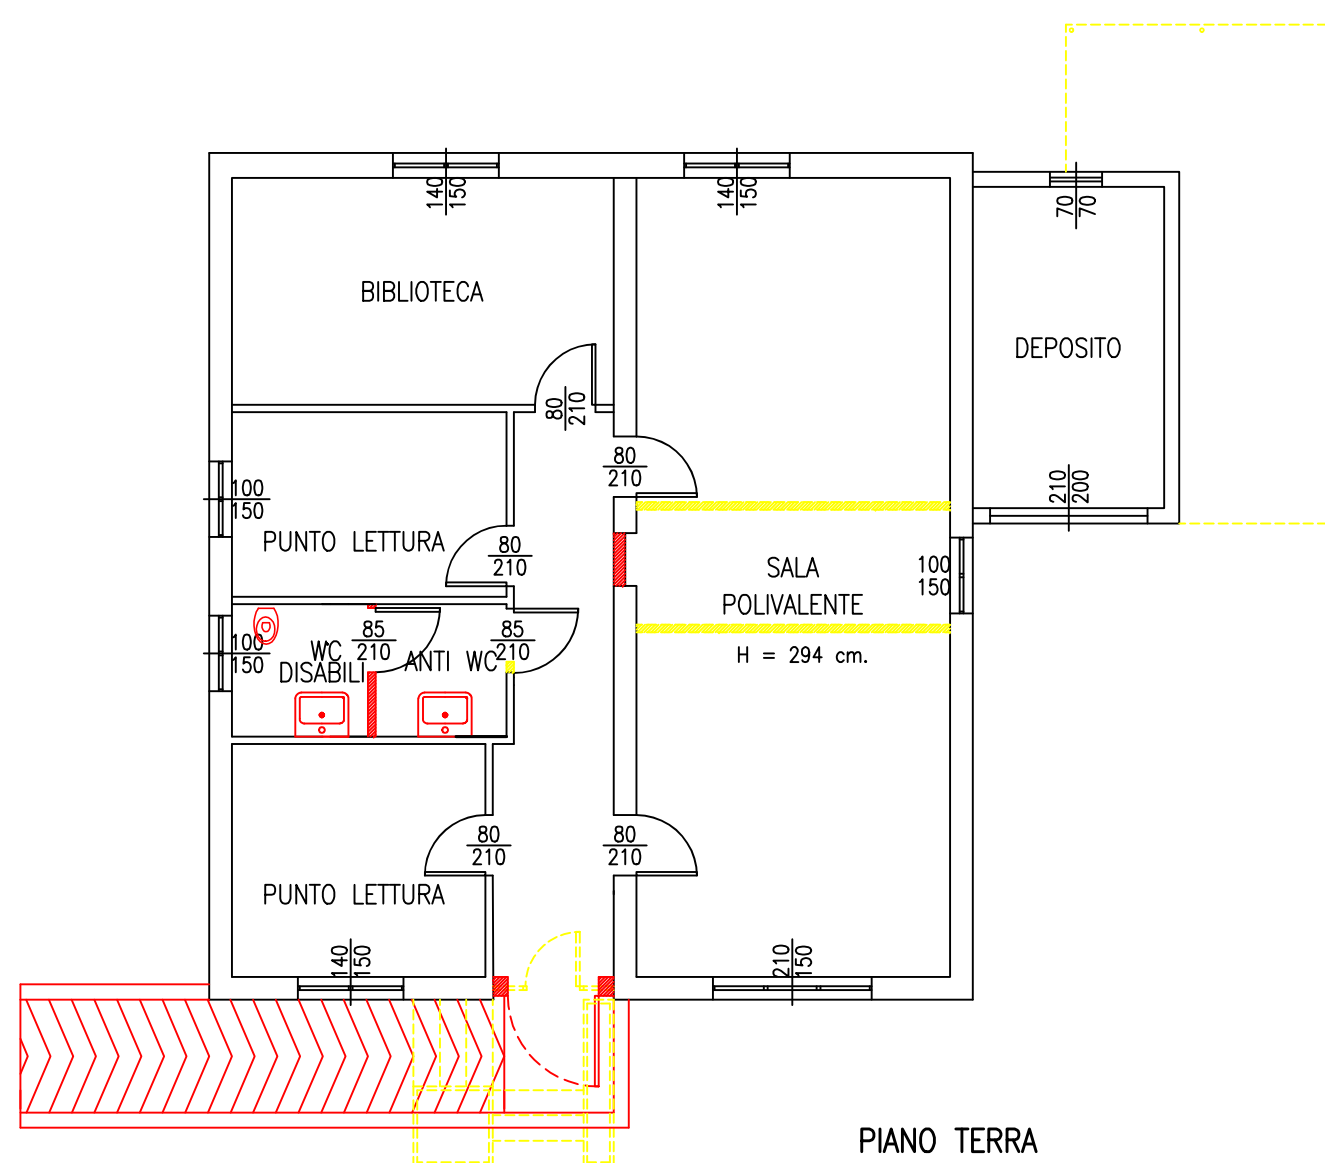 140
150
140
150
70
70
BIBLIOTECA
DEPOSITO
80
210
80
210
100
150
210
200
PUNTO LETTURA
80
210
SALA
POLIVALENTE
100
150
H = 294 cm.
100
150
WC
DISABILI
85
210
ANTI WC
85
210
80
210
80
210
PUNTO LETTURA
140
150
210
150
PIANO TERRA